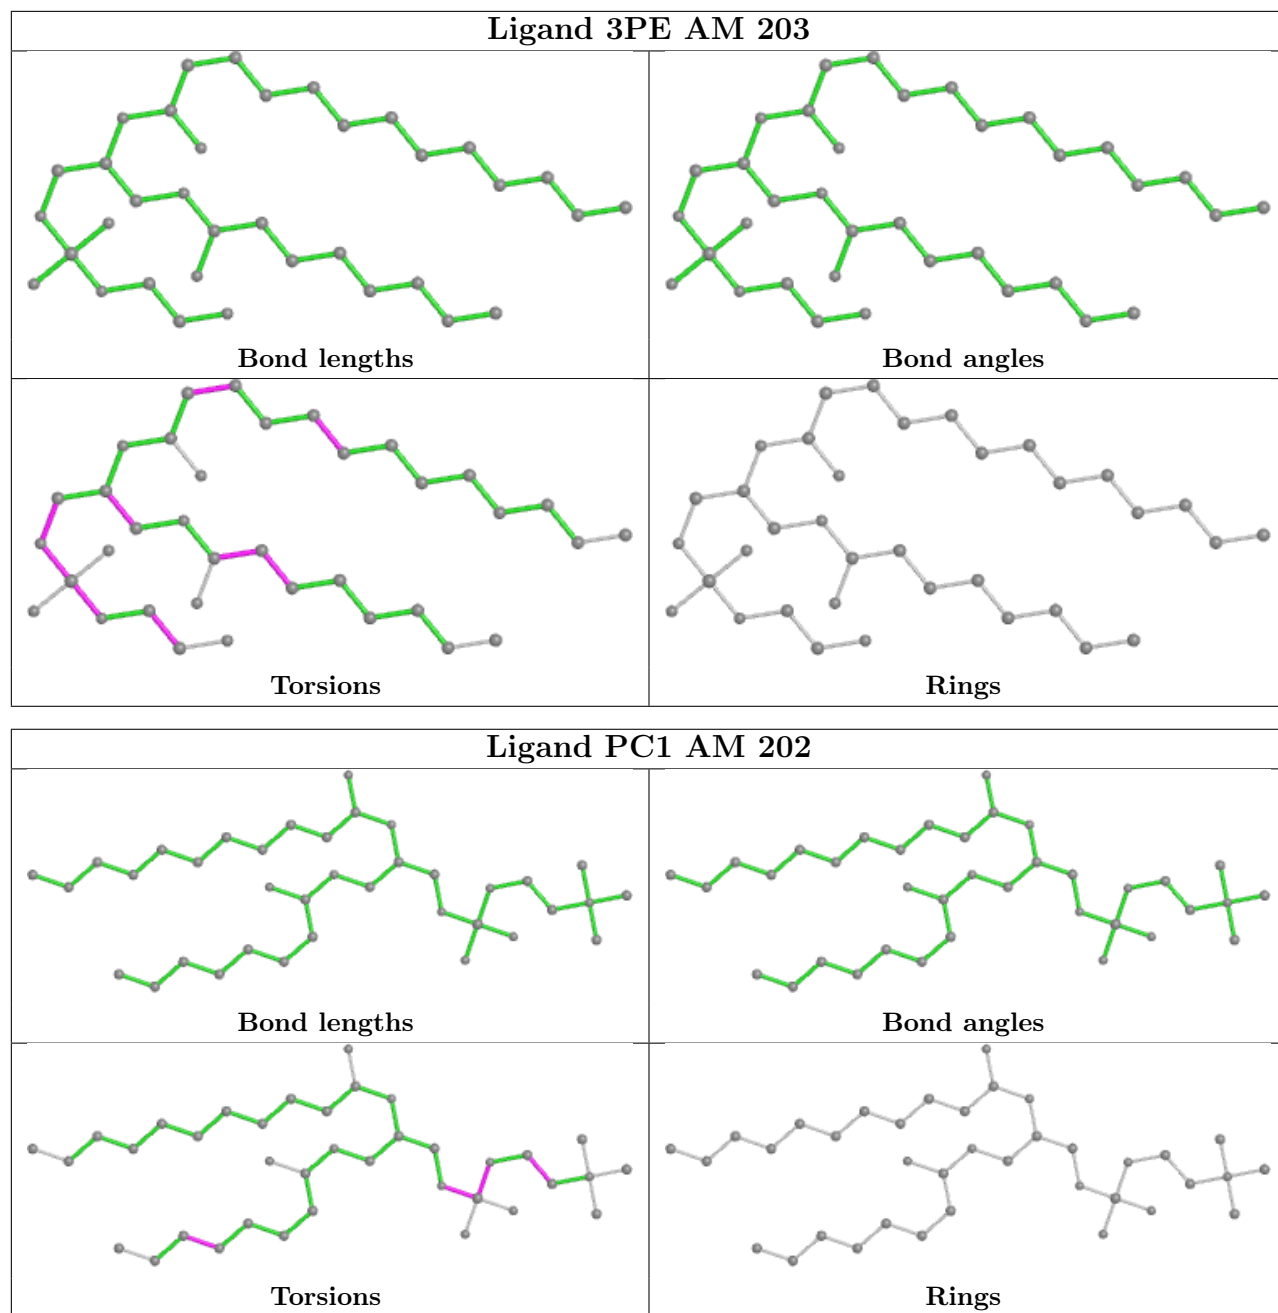 Ligand 3PE AM 203
Bond lengths
Bond angles
Torsions
Rings
Ligand PC1 AM 202
Bond lengths
Bond angles
Torsions
Rings